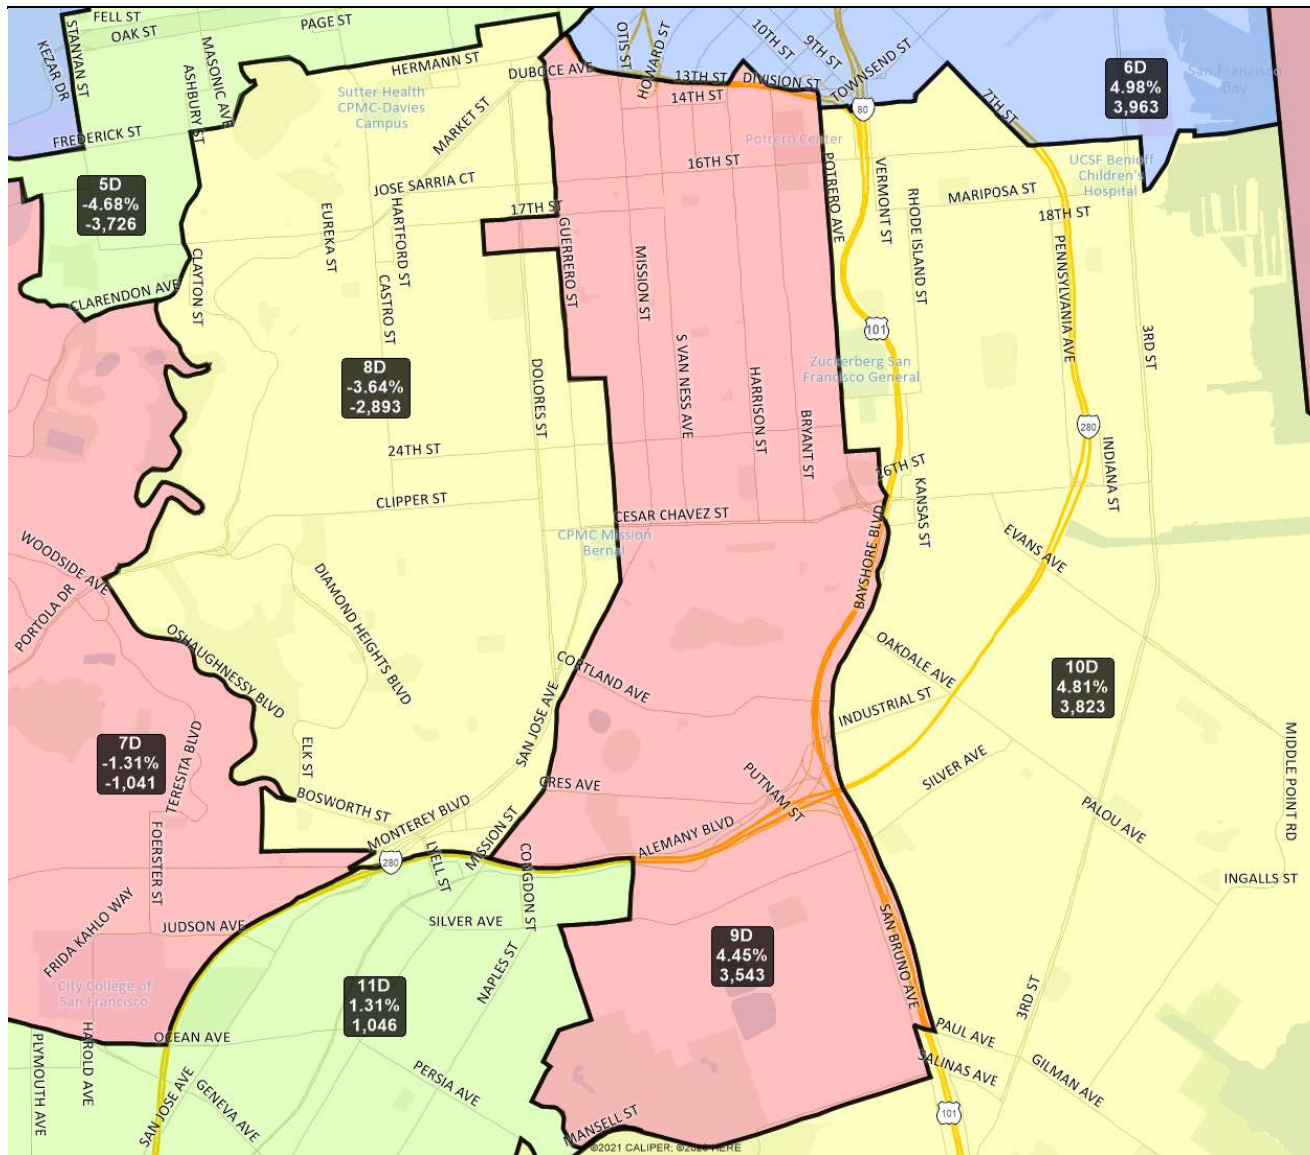 FELL ST
OAK ST
PAGE ST
STANYAN ST
KEZAR DR
MASONIC AVE
ASHBURY ST
FREDERICK ST
HERMANN ST
DUBOCE AVE
OTIS ST
HOWARD ST
10TH ST
9TH ST
TOWNSEND ST
13TH ST
DIVISION ST
14TH ST
80
7TH ST
6D
4.98%
3,963
San Francisco
Bay
Sutter Health
CPMC-Davies
Campus
MARKET ST
Potrero Center
16TH ST
UCSF Benioff
Children's
Hospital
5D
-4.68%
-3,726
JOSE SARRIA CT
HARTFORD ST
EUREKA ST
17TH ST
GUERRERO ST
POTRERO AVE
VERMONT ST
RHODE ISLAND ST
MARIPOSA ST
18TH ST
PENNSYLVANIA AVE
CLARENDON AVE
CLAYTON ST
CASTRO ST
MISSION ST
S VAN NESS AVE
101
3RD ST
8D
-3.64%
-2,893
DOLORES ST
HARRISON ST
BRYANT ST
Zuckerberg San
Francisco General
280
24TH ST
26TH ST
INDIANA ST
CLIPPER ST
CESAR CHAVEZ ST
KANSAS ST
CPMC Mission
Bernal
BAYSHORE BLVD
EVANS AVE
WOODSIDE AVE
PORTOLA DR
DIAMOND HEIGHTS BLVD
OSHAUGHNESSY BLVD
CORTLAND AVE
OAKDALE AVE
10D
4.81%
3,823
INDUSTRIAL ST
SAN JOSE AVE
7D
-1.31%
-1,041
TERESITA BLVD
ELK ST
BOSWORTH ST
CRES AVE
PUTNAM ST
SILVER AVE
MIDDLE POINT RD
PALOU AVE
MONTEREY BLVD
MISSION ST
ALEMANY BLVD
280
LYELL ST
CONGDON ST
FOERSTER ST
INGALLS ST
FRIDA KAHLO WAY
JUDSON AVE
SILVER AVE
NAPLES ST
9D
4.45%
3,543
SAN BRUNO AVE
City College of
San Francisco
11D
1.31%
1,046
3RD ST
OCEAN AVE
PAUL AVE
HAROLD AVE
PLYMOUTH AVE
SAN JOSE AVE
GENEVA AVE
PERSIA AVE
SALINAS AVE
GILMAN AVE
MANSELL ST
101
©2021 CALIPER; ©2020 HERE